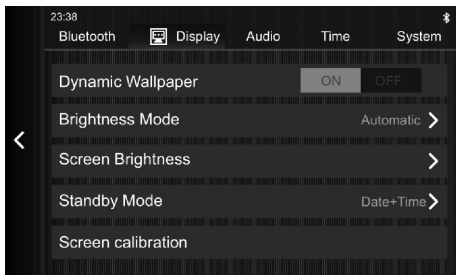 23:38
Bluetooth Display Audio Time System
Dynamic Wallpaper ON OFF
Brightness Mode Automatic
Screen Brightness
Standby Mode Date+Time
Screen calibration